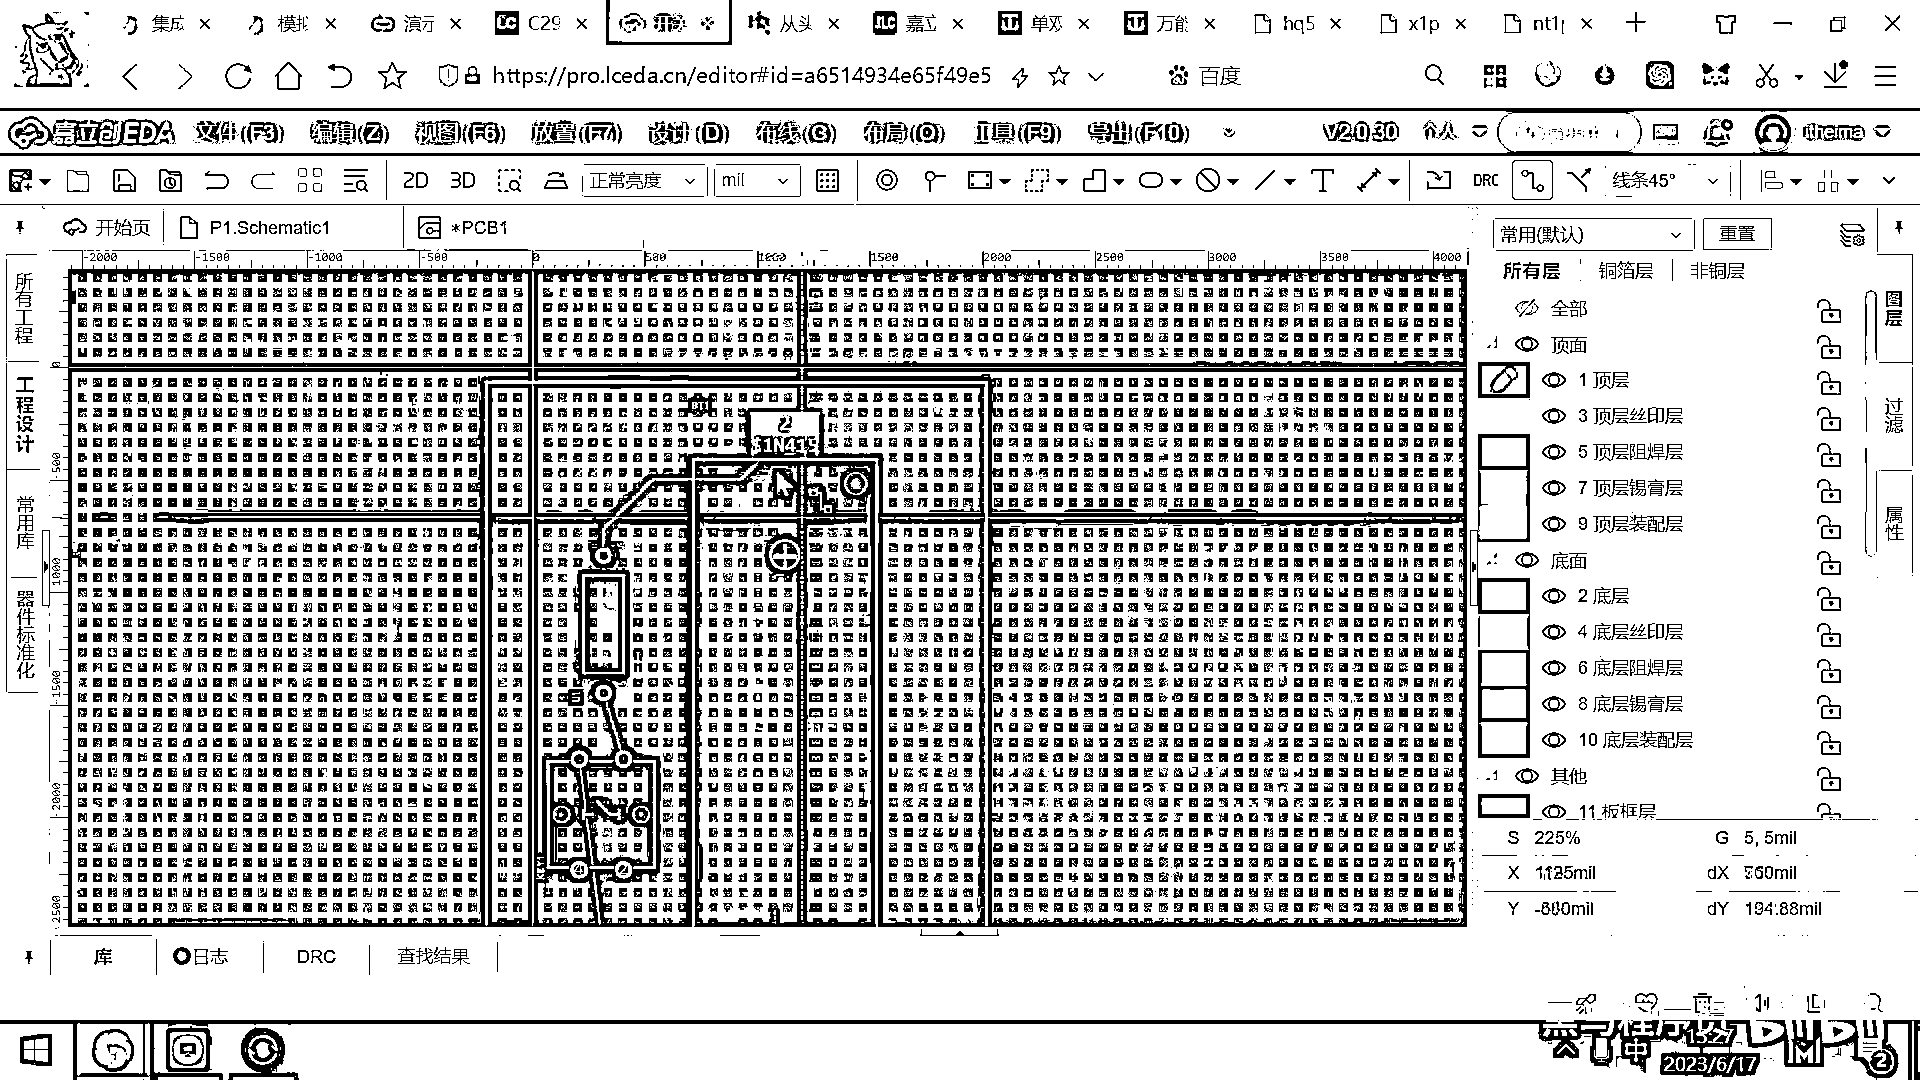 集成
模拟
演示
C29
从头
嘉立
单双
万能
hq5
x1p
nt1p
https://pro.lceda.cn/editor#id=a6514934e65f49e5
百度
嘉立创EDA
文件(F3)
编辑(Z)
视图(F6)
放置(F7)
设计(D)
布线(G)
布局(Q)
工具(F9)
导出(F10)
V2.0.30
个人
ithema
2D
3D
正常亮度
mil
DRC
线条45°
开始页
P1.Schematic1
*PCB1
常用(默认)
重置
所有层
铜箔层
非铜层
全部
顶面
1 顶层
3 顶层丝印层
5 顶层阻焊层
7 顶层锡膏层
9 顶层装配层
底面
2 底层
4 底层丝印层
6 底层阻焊层
8 底层锡膏层
10 底层装配层
其他
11 板框层
图层
过滤
属性
所有工程
工程设计
常用库
器件标准化
-2000
-1500
-1000
-500
0
500
1000
1500
2000
2500
3000
3500
4000
0
-500
-1000
-1500
-2000
-2500
2
S 225%
G 5, 5mil
X 1125mil
dX 760mil
Y -880mil
dY 194.88mil
库
日志
DRC
查找结果
中
2023/6/17
2